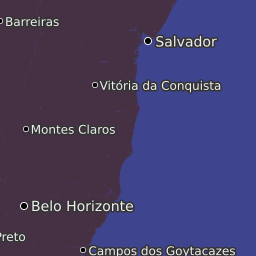 Barreiras
Salvador
Vitória da Conquista
Montes Claros
Belo Horizonte
Preto
Campos dos Goytacazes